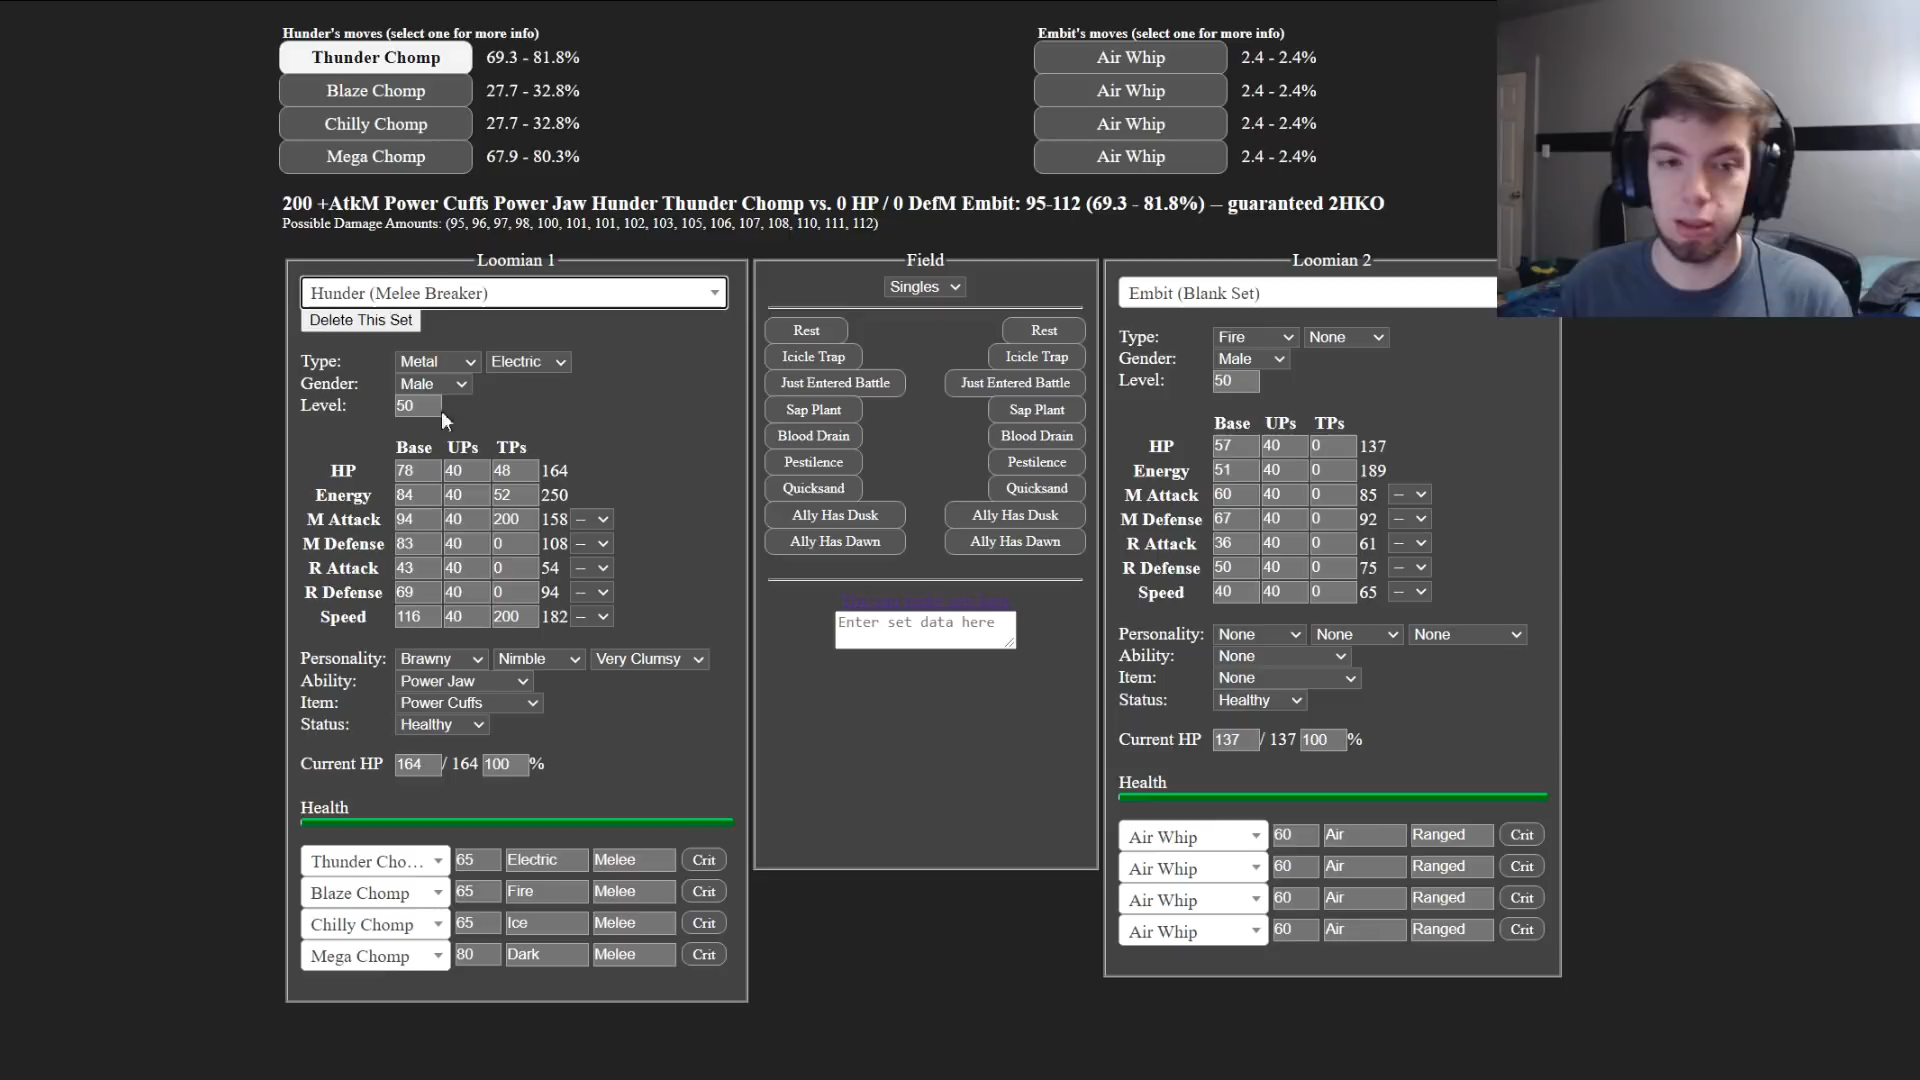 Hunder's moves (select one for more info)
Thunder Chomp 69.3 - 81.8%
Blaze Chomp 27.7 - 32.8%
Chilly Chomp 27.7 - 32.8%
Mega Chomp 67.9 - 80.3%
Embit's moves (select one for more info)
Air Whip 2.4 - 2.4%
Air Whip 2.4 - 2.4%
Air Whip 2.4 - 2.4%
Air Whip 2.4 - 2.4%
200 +AtkM Power Cuffs Power Jaw Hunder Thunder Chomp vs. 0 HP / 0 DefM Embit: 95-112 (69.3 - 81.8%) -- guaranteed 2HKO
Possible Damage Amounts: (95, 96, 97, 98, 100, 101, 101, 102, 103, 105, 106, 107, 108, 110, 111, 112)
Loomian 1
Hunder (Melee Breaker)
Delete This Set
Type: Metal Electric
Gender: Male
Level: 50
Base UPs TPs
HP 78 40 48 164
Energy 84 40 52 250
M Attack 94 40 200 158 --
M Defense 83 40 0 108 --
R Attack 43 40 0 54 --
R Defense 69 40 0 94 --
Speed 116 40 200 182 --
Personality: Brawny Nimble Very Clumsy
Ability: Power Jaw
Item: Power Cuffs
Status: Healthy
Current HP 164 / 164 100 %
Health
Thunder Cho... 65 Electric Melee Crit
Blaze Chomp 65 Fire Melee Crit
Chilly Chomp 65 Ice Melee Crit
Mega Chomp 80 Dark Melee Crit
Field
Singles
Rest Rest
Icicle Trap Icicle Trap
Just Entered Battle Just Entered Battle
Sap Plant Sap Plant
Blood Drain Blood Drain
Pestilence Pestilence
Quicksand Quicksand
Ally Has Dusk Ally Has Dusk
Ally Has Dawn Ally Has Dawn
Enter set data here
Loomian 2
Embit (Blank Set)
Type: Fire None
Gender: Male
Level: 50
Base UPs TPs
HP 57 40 0 137
Energy 51 40 0 189
M Attack 60 40 0 85 --
M Defense 67 40 0 92 --
R Attack 36 40 0 61 --
R Defense 50 40 0 75 --
Speed 40 40 0 65 --
Personality: None None None
Ability: None
Item: None
Status: Healthy
Current HP 137 / 137 100 %
Health
Air Whip 60 Air Ranged Crit
Air Whip 60 Air Ranged Crit
Air Whip 60 Air Ranged Crit
Air Whip 60 Air Ranged Crit